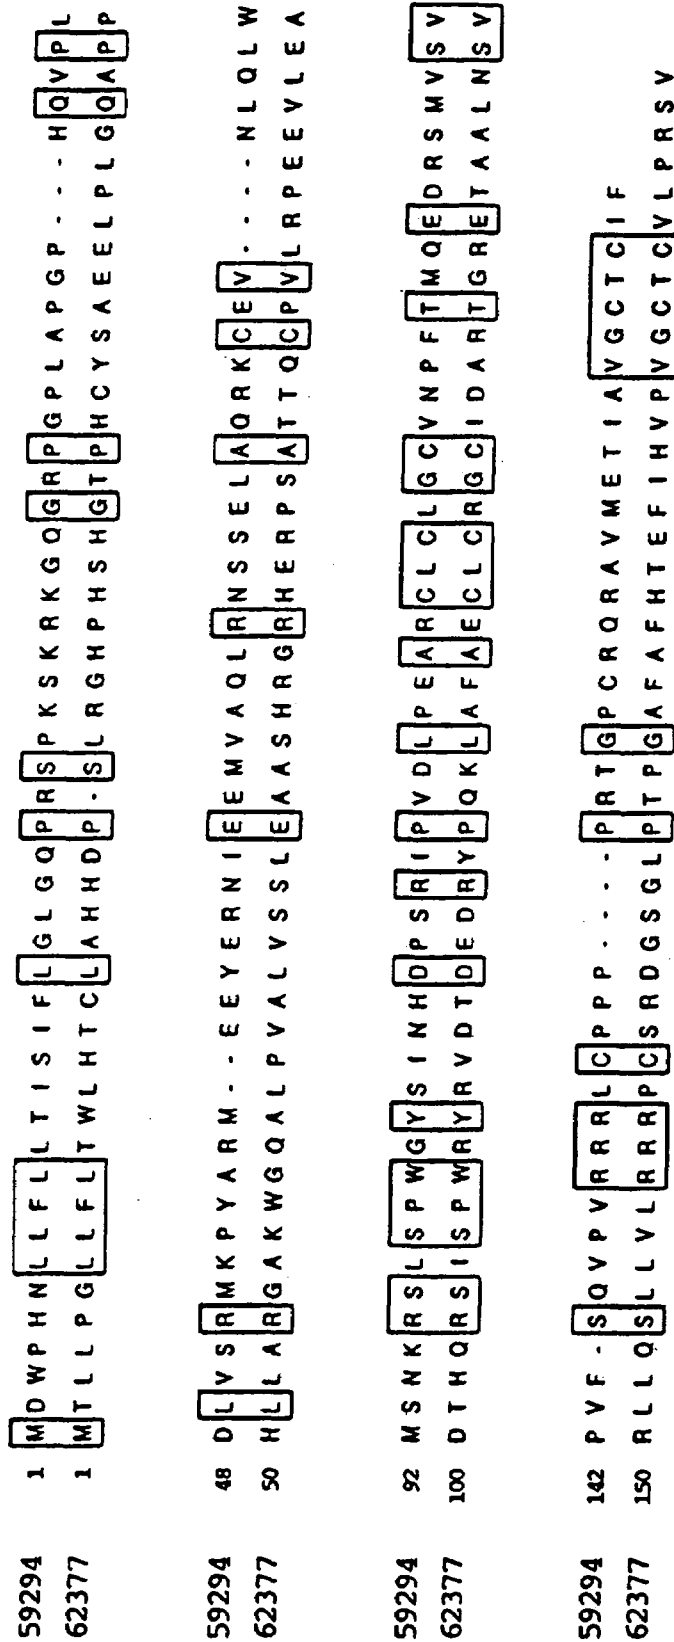 59294 1 M D W P H N L L F L L T I S I F L G L G Q P R S P K S K R K G Q G R P G P L A P G P - - - H Q V P L
62377 1 M T L L P G L L F L T W L H T C L A H H D P - S L R G H P H S H G T P H C Y S A E E L P L G Q A P P
59294 48 D L V S R M K P Y A R M - - E E Y E R N I E E M V A Q L R N S S E L A Q R K C E V - - - - N L Q L W
62377 50 H L L A R G A K W G Q A L P V A L V S S L E A A S H R G R H E R P S A T T Q C P V L R P E E V L E A
59294 92 M S N K R S L S P W G Y S I N H D P S R I P V D L P E A R C L C L G C V N P F T M Q E D R S M V S V
62377 100 D T H Q R S I S P W R Y R V D T D E D R Y P Q K L A F A E C L C R G C I D A R T G R E T A A L N S V
59294 142 P V F - S Q V P V R R R L C P P P - - - - P R T G P C R Q R A V M E T I A V G C T C I F
62377 150 R L L Q S L L V L R R R P C S R D G S G L P T P G A F A F H T E F I H V P V G C T C V L P R S V